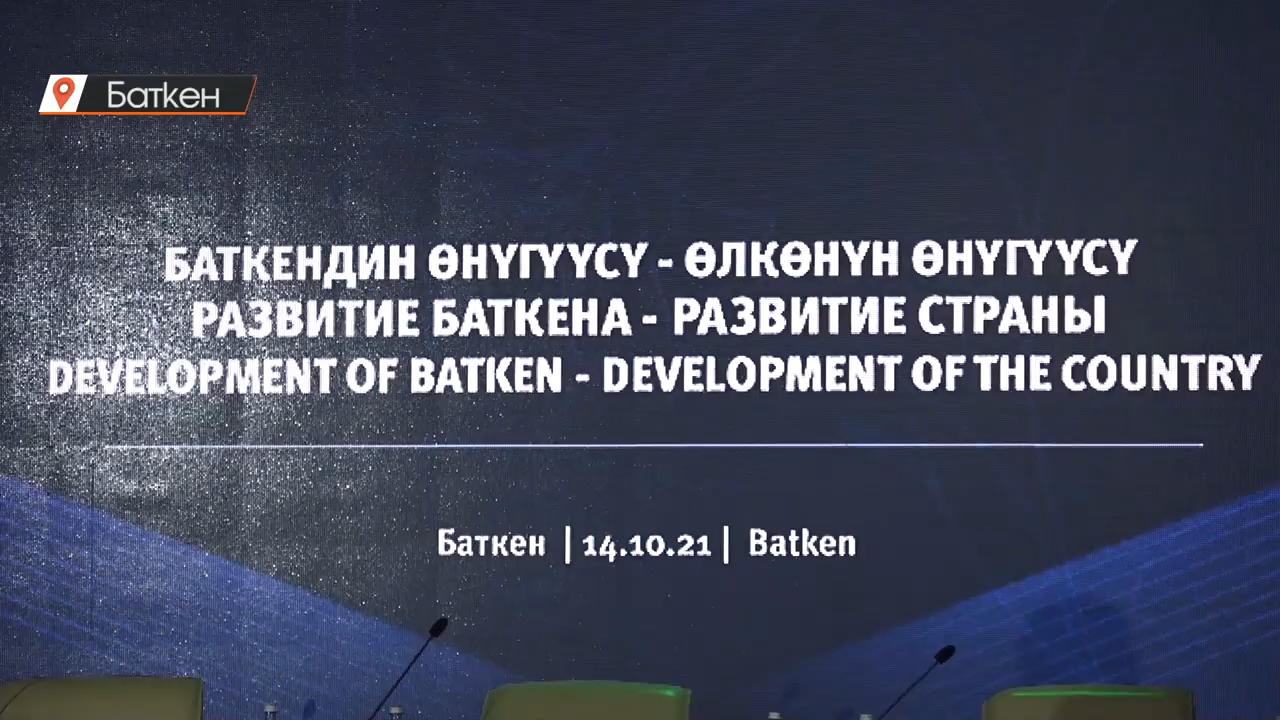 Баткен
БАТКЕНДИН ӨНҮГҮҮСҮ - ӨЛКӨНҮН ӨНҮГҮҮСҮ
РАЗВИТИЕ БАТКЕНА - РАЗВИТИЕ СТРАНЫ
DEVELOPMENT OF BATKEN - DEVELOPMENT OF THE COUNTRY
Баткен | 14.10.21 | Batken